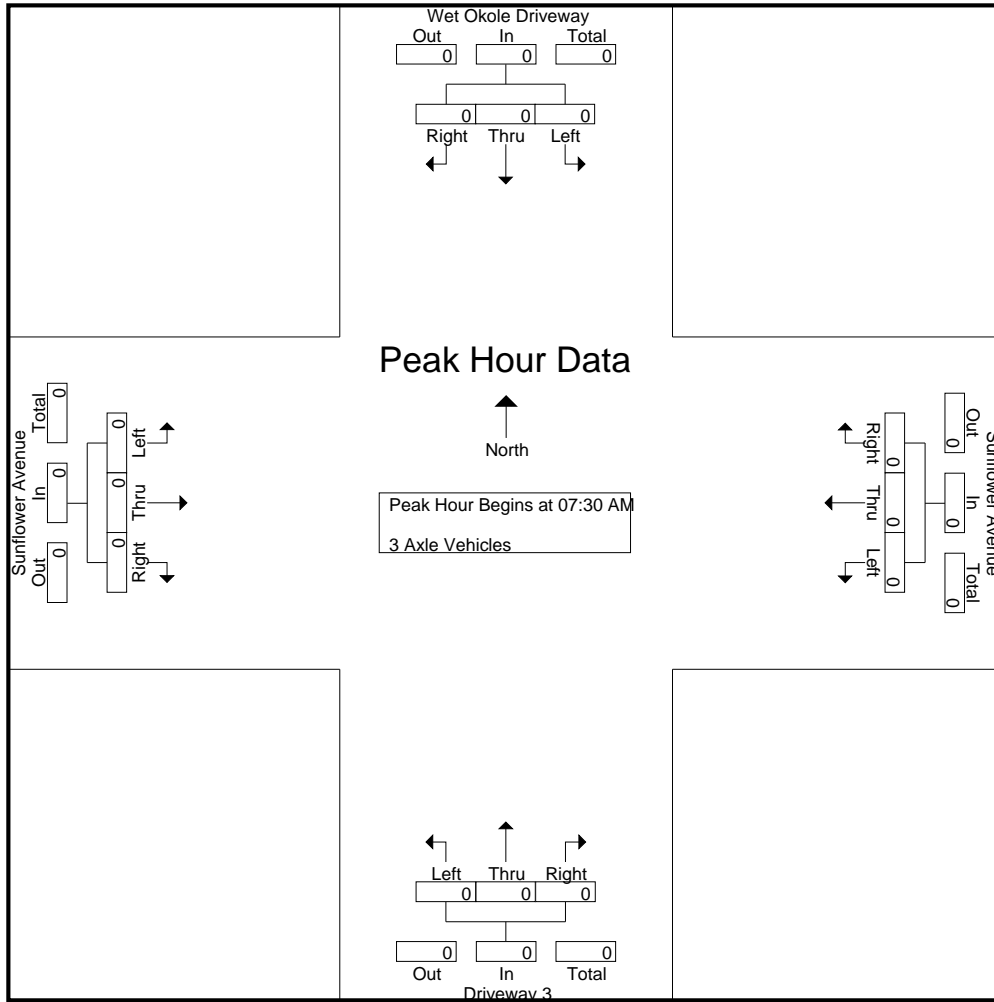 Wet Okole Driveway
Out In Total
0 0 0
0 0 0
Right Thru Left
Peak Hour Data
North
Peak Hour Begins at 07:30 AM
3 Axle Vehicles
Sunflower Avenue
Total In Out
0 0 0
0 0 0
Left Thru Right
Right Thru Left
0 0 0
0 0 0
Out In Total
Sunflower Avenue
Left Thru Right
0 0 0
0 0 0
Out In Total
Driveway 3